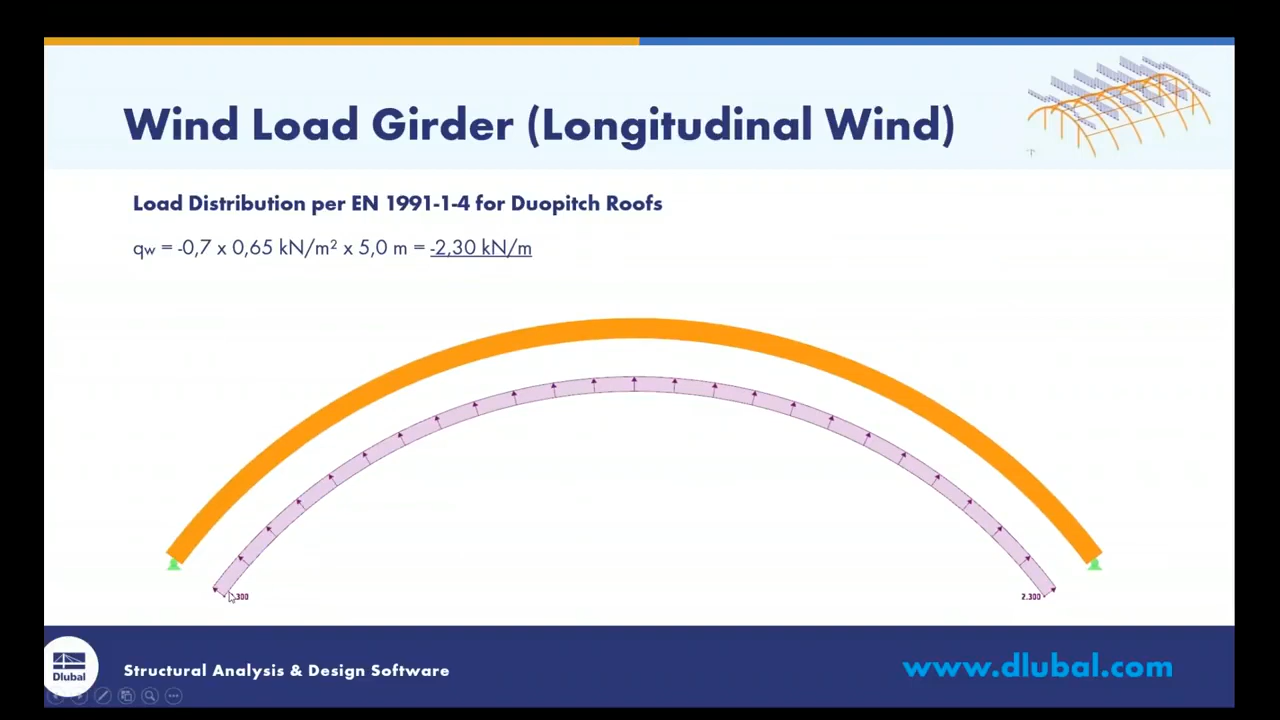 Wind Load Girder (Longitudinal Wind)
Load Distribution per EN 1991-1-4 for Duopitch Roofs
qw = -0,7 x 0,65 kN/m² x 5,0 m = -2,30 kN/m
300
2.300
Dlubal
Structural Analysis & Design Software
www.dlubal.com